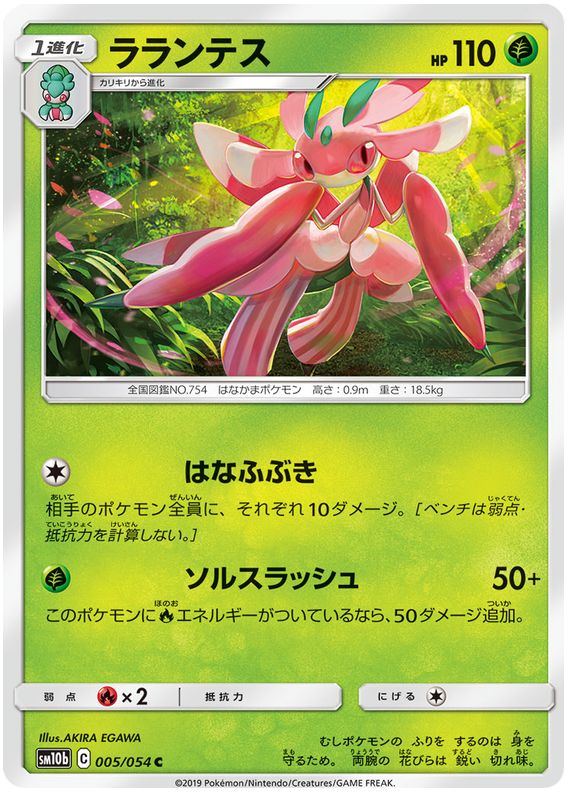 1進化
ラランテス
HP 110
カリキリから進化
全国図鑑NO.754 はなかまポケモン 高さ：0.9m 重さ：18.5kg
はなふぶき
相手のポケモン全員に、それぞれ10ダメージ。[ベンチは弱点・
抵抗力を計算しない。]
ソルスラッシュ 50+
このポケモンに エネルギーがついているなら、50ダメージ追加。
弱点 ×2 抵抗力 にげる
Illus.AKIRA EGAWA
sm10b C 005/054 C
むしポケモンの ふりを するのは 身を
守るため。 両腕の 花びらは 鋭い 切れ味。
©2019 Pokémon/Nintendo/Creatures/GAME FREAK.